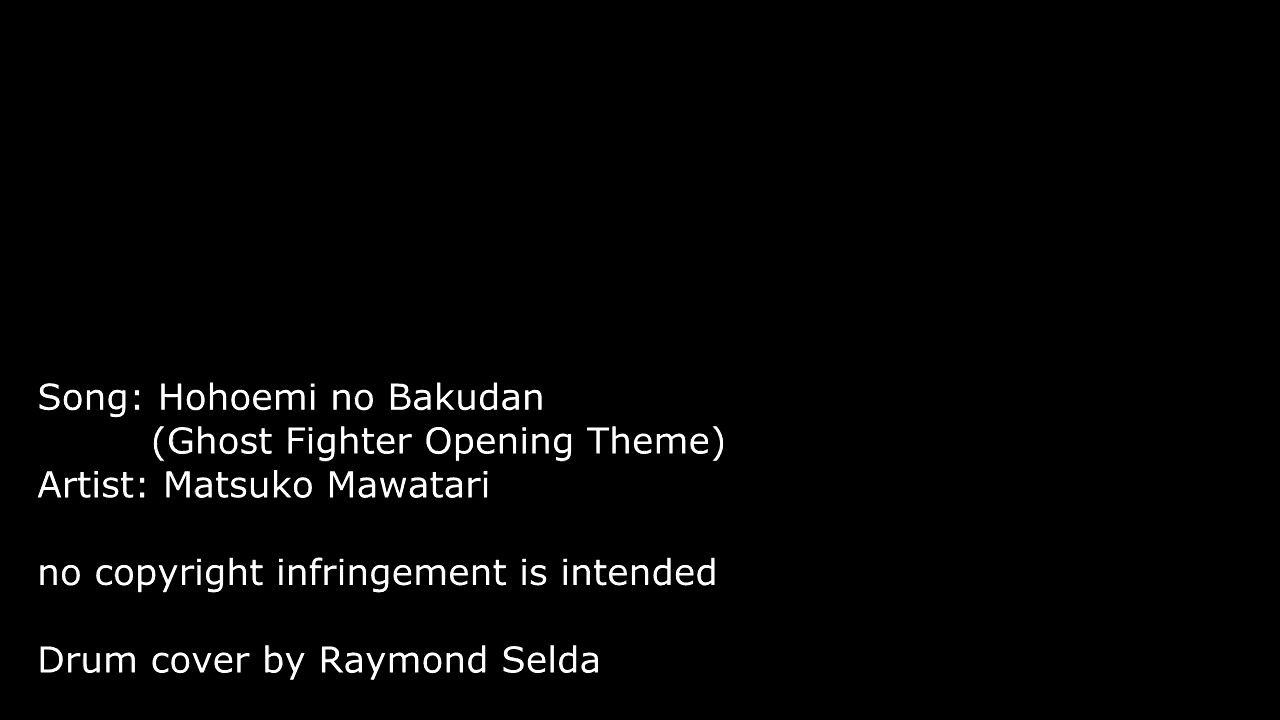 Song: Hohoemi no Bakudan
(Ghost Fighter Opening Theme)
Artist: Matsuko Mawatari
no copyright infringement is intended
Drum cover by Raymond Selda